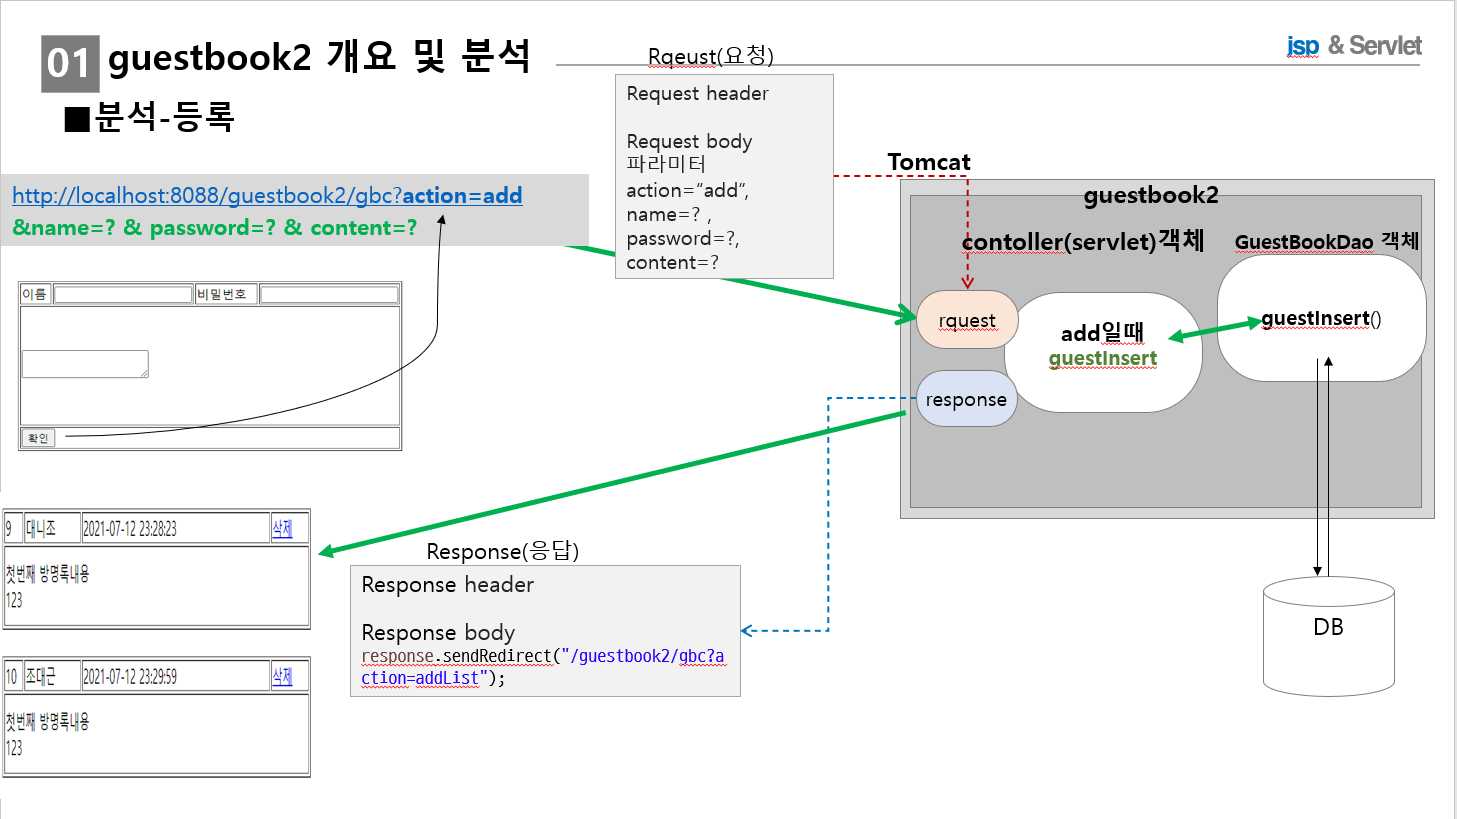 01 guestbook2 개요 및 분석
jsp & Servlet
■분석-등록
Rqeust(요청)
Request header
Request body
파라미터
action=“add”,
name=? ,
password=?,
content=?
http://localhost:8088/guestbook2/gbc?action=add
&name=? & password=? & content=?
이름
비밀번호
확인
Tomcat
guestbook2
contoller(servlet)객체
GuestBookDao 객체
rquest
add일때
guestInsert
guestInsert()
response
DB
9 대니조 2021-07-12 23:28:23 삭제
첫번째 방명록내용
123
10 조대근 2021-07-12 23:29:59 삭제
첫번째 방명록내용
123
Response(응답)
Response header
Response body
response.sendRedirect("/guestbook2/gbc?a
ction=addList");